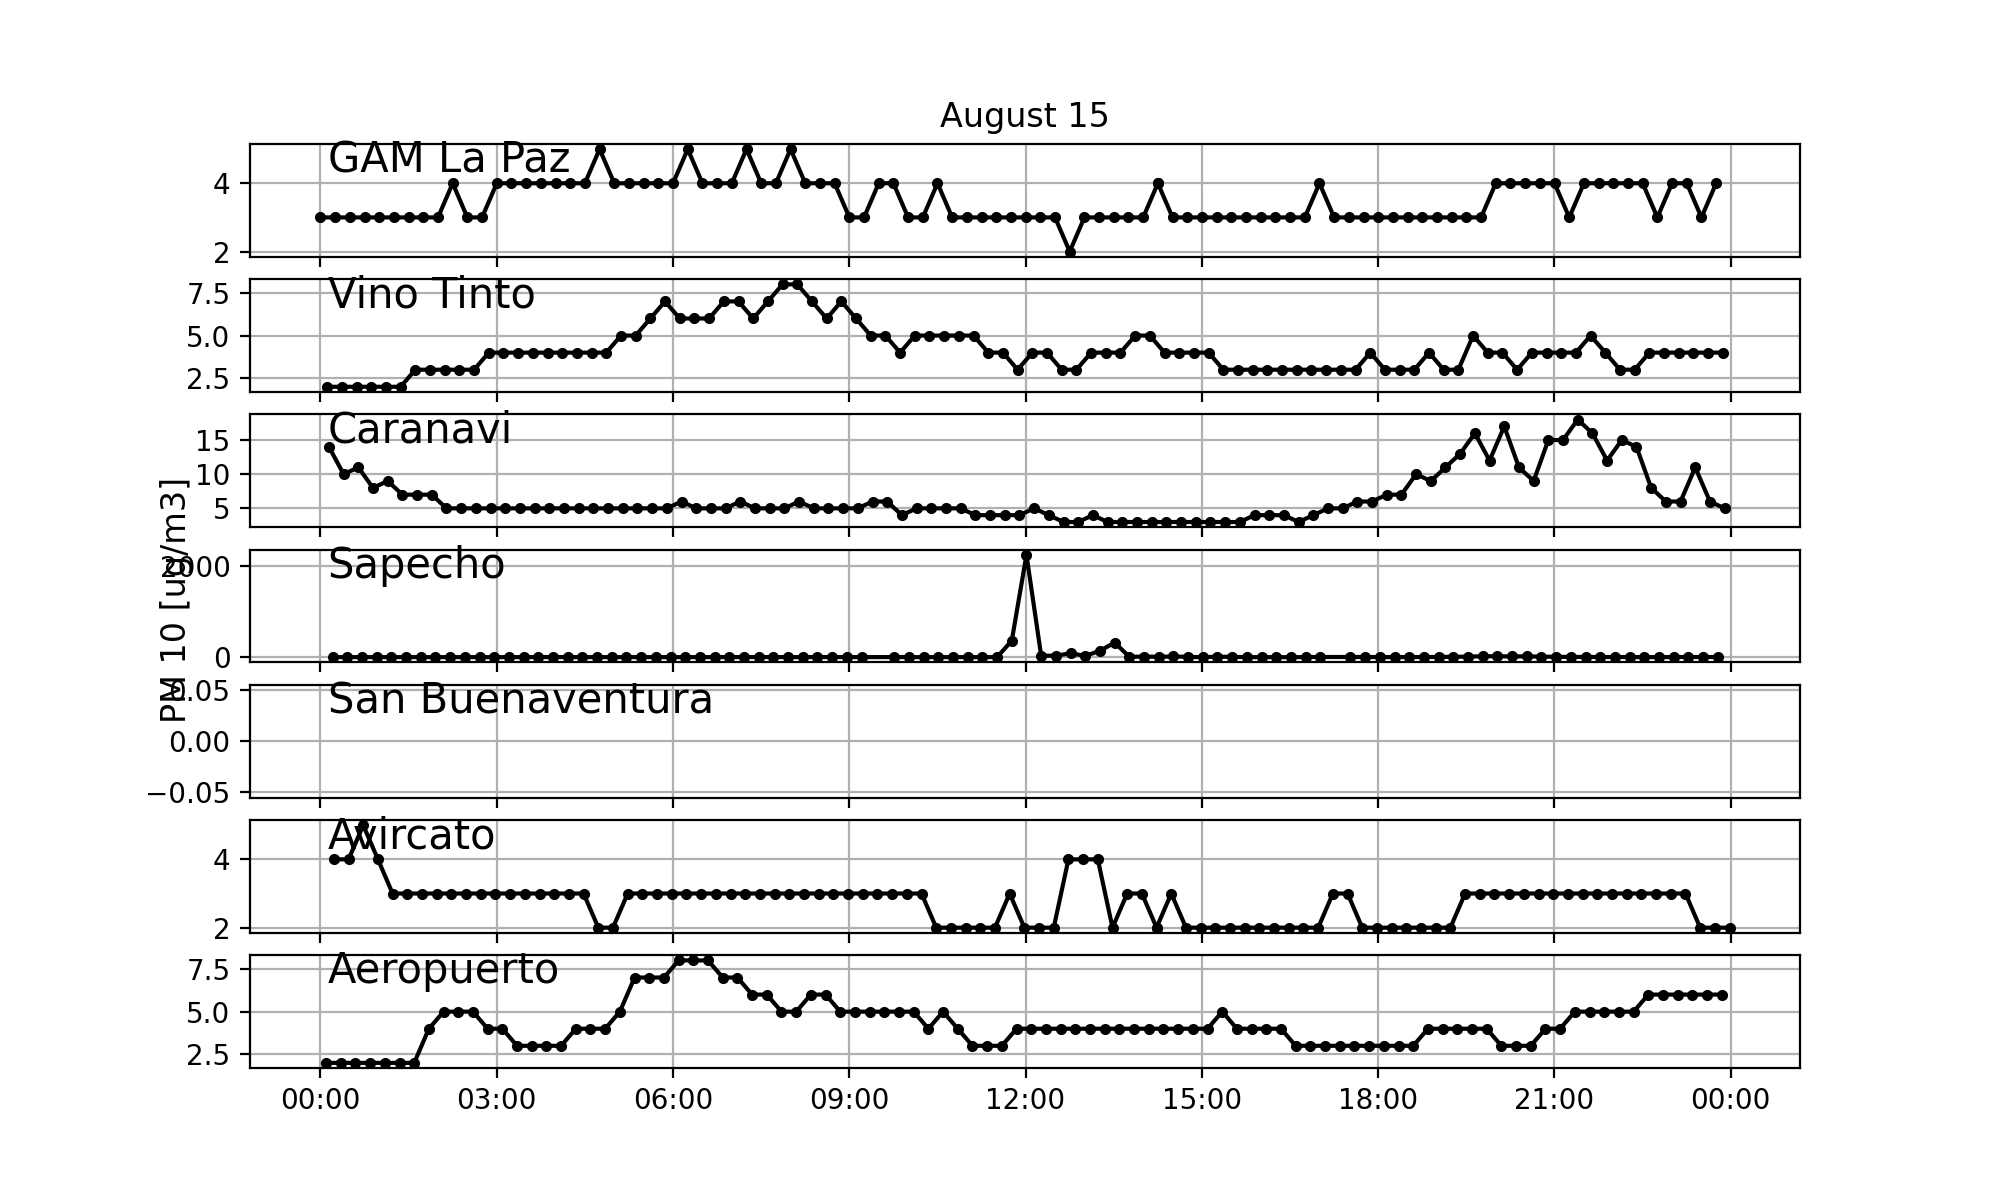 August 15
GAM La Paz
4
2
Vino Tinto
7.5
5.0
2.5
Caranavi
15
10
5
PM 10 [ug/m3]
Sapecho
2000
0
San Buenaventura
0.05
0.00
−0.05
Avircato
4
2
Aeropuerto
7.5
5.0
2.5
00:00 03:00 06:00 09:00 12:00 15:00 18:00 21:00 00:00